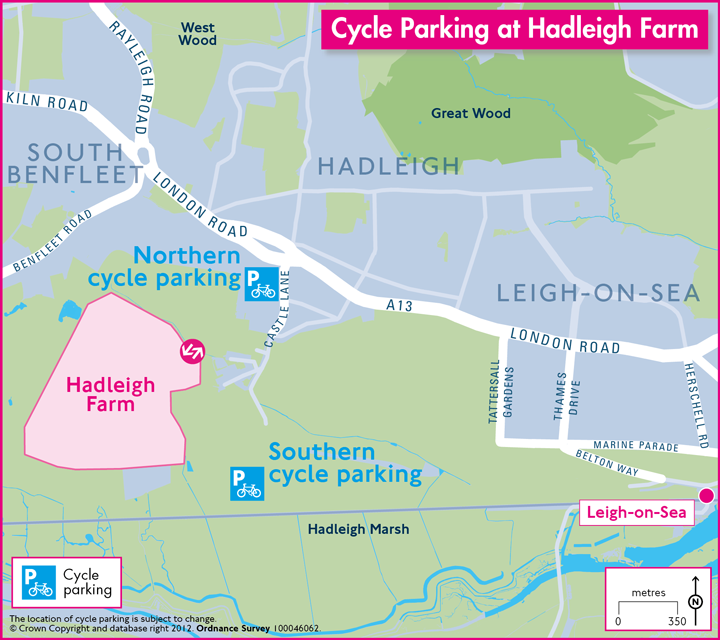 Cycle Parking at Hadleigh Farm
West
Wood
RAYLEIGH ROAD
KILN ROAD
Great Wood
SOUTH
BENFLEET
HADLEIGH
LONDON ROAD
BENFLEET ROAD
Northern
cycle parking
P
CASTLE LANE
LEIGH-ON-SEA
A13
LONDON ROAD
Hadleigh
Farm
TATTERSALL
GARDENS
THAMES
DRIVE
HERSCHELL RD
MARINE PARADE
BELTON WAY
Southern
cycle parking
P
Leigh-on-Sea
Hadleigh Marsh
P
Cycle
parking
metres
0 350
N
The location of cycle parking is subject to change.
© Crown Copyright and database right 2012. Ordnance Survey 100046062.